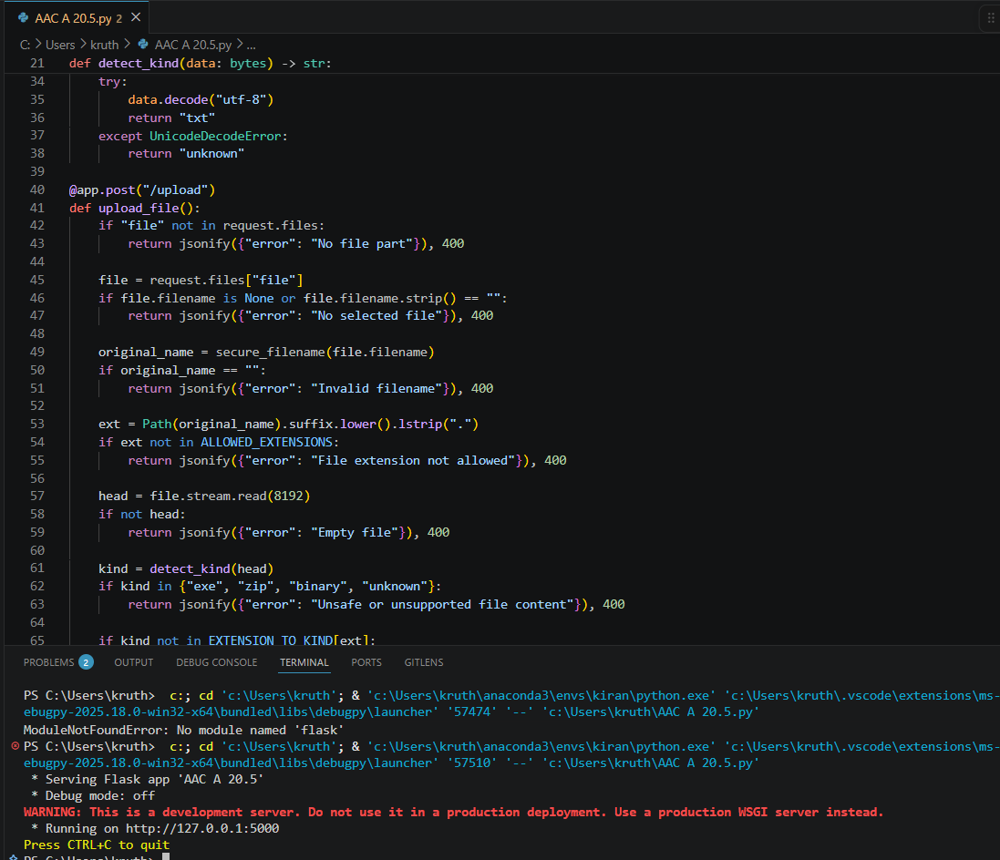 AAC A 20.5.py 2
C: > Users > kruth > AAC A 20.5.py > ...
21 def detect_kind(data: bytes) -> str:
34 try:
35 data.decode("utf-8")
36 return "txt"
37 except UnicodeDecodeError:
38 return "unknown"
39
40 @app.post("/upload")
41 def upload_file():
42 if "file" not in request.files:
43 return jsonify({"error": "No file part"}), 400
44
45 file = request.files["file"]
46 if file.filename is None or file.filename.strip() == "":
47 return jsonify({"error": "No selected file"}), 400
48
49 original_name = secure_filename(file.filename)
50 if original_name == "":
51 return jsonify({"error": "Invalid filename"}), 400
52
53 ext = Path(original_name).suffix.lower().lstrip(".")
54 if ext not in ALLOWED_EXTENSIONS:
55 return jsonify({"error": "File extension not allowed"}), 400
56
57 head = file.stream.read(8192)
58 if not head:
59 return jsonify({"error": "Empty file"}), 400
60
61 kind = detect_kind(head)
62 if kind in {"exe", "zip", "binary", "unknown"}:
63 return jsonify({"error": "Unsafe or unsupported file content"}), 400
64
65 if kind not in EXTENSION_TO_KIND[ext]:
PROBLEMS 2 OUTPUT DEBUG CONSOLE TERMINAL PORTS GITLENS
PS C:\Users\kruth> c:; cd 'c:\Users\kruth'; & 'c:\Users\kruth\anaconda3\envs\kiran\python.exe' 'c:\Users\kruth\.vscode\extensions\ms-
ebugpy-2025.18.0-win32-x64\bundled\libs\debugpy\launcher' '57474' '--' 'c:\Users\kruth\AAC A 20.5.py'
ModuleNotFoundError: No module named 'flask'
PS C:\Users\kruth> c:; cd 'c:\Users\kruth'; & 'c:\Users\kruth\anaconda3\envs\kiran\python.exe' 'c:\Users\kruth\.vscode\extensions\ms-
ebugpy-2025.18.0-win32-x64\bundled\libs\debugpy\launcher' '57510' '--' 'c:\Users\kruth\AAC A 20.5.py'
* Serving Flask app 'AAC A 20.5'
* Debug mode: off
WARNING: This is a development server. Do not use it in a production deployment. Use a production WSGI server instead.
* Running on http://127.0.0.1:5000
Press CTRL+C to quit
PS C:\Users\kruth>